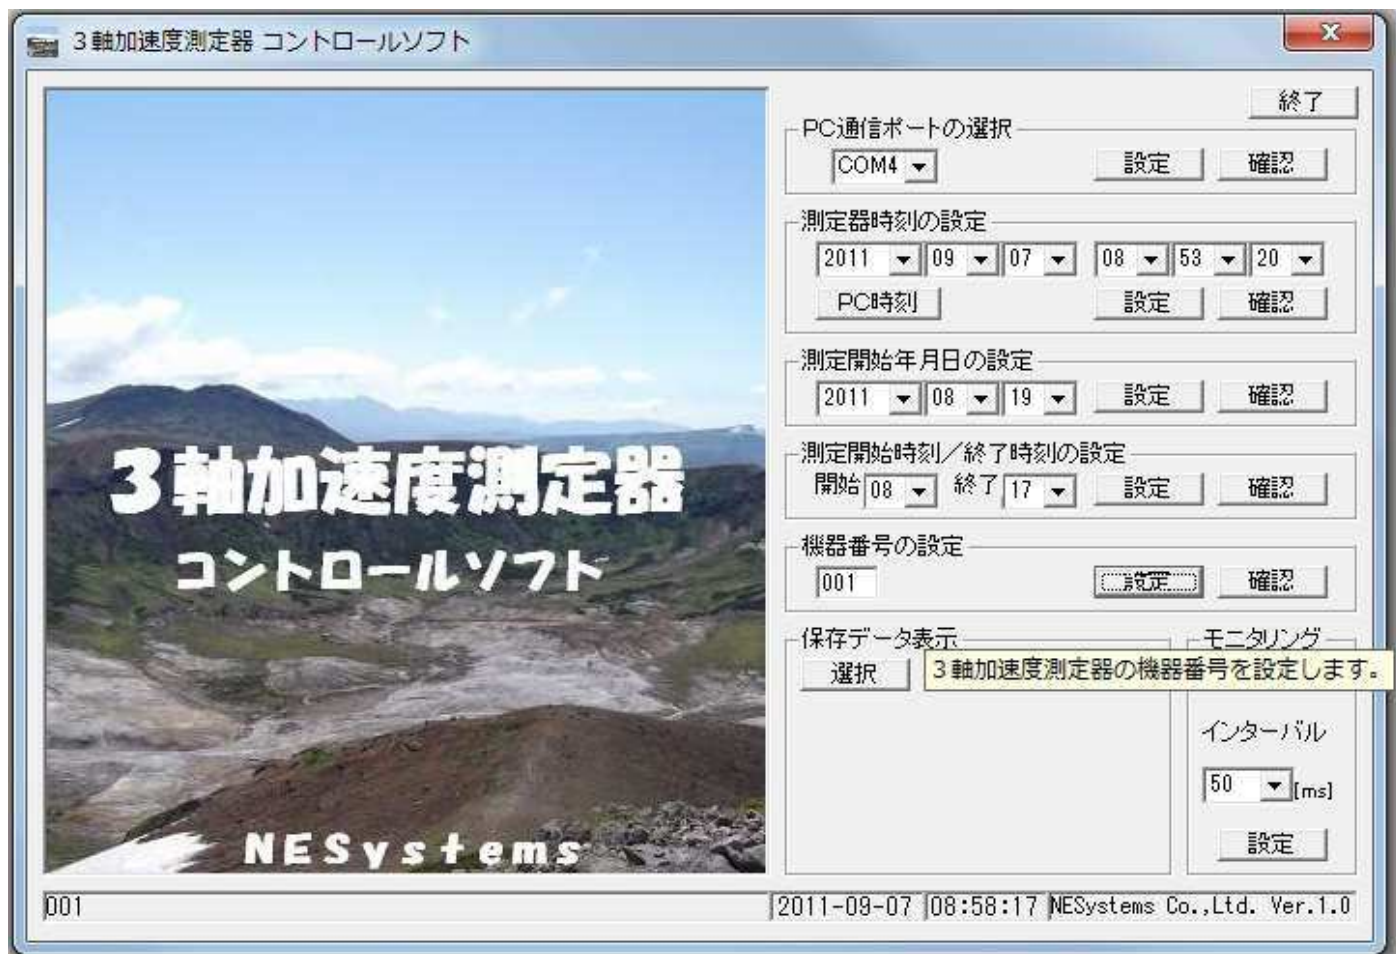 3軸加速度測定器 コントロールソフト
x
3軸加速度測定器
コントロールソフト
NESystems
終了
PC通信ポートの選択
COM4 設定 確認
測定器時刻の設定
2011 09 07 08 53 20
PC時刻 設定 確認
測定開始年月日の設定
2011 08 19 設定 確認
測定開始時刻/終了時刻の設定
開始 08 終了 17 設定 確認
機器番号の設定
001 設定 確認
保存データ表示 モニタリング
選択 3軸加速度測定器の機器番号を設定します。
インターバル
50 [ms]
設定
001 2011-09-07 08:58:17 NESystems Co.,Ltd. Ver.1.0